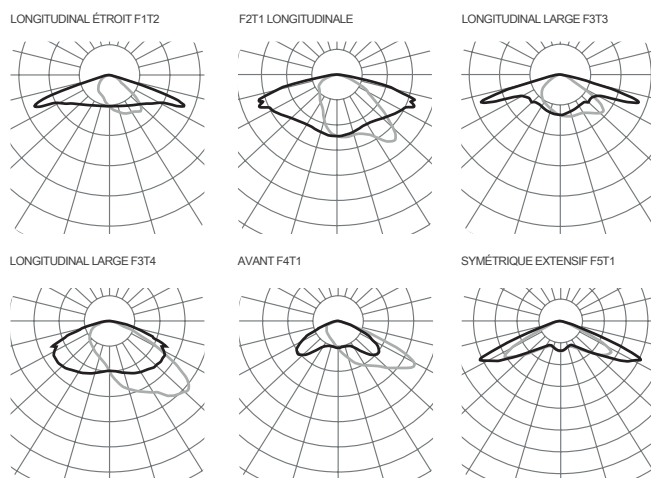 LONGITUDINAL ÉTROIT F1T2
F2T1 LONGITUDINALE
LONGITUDINAL LARGE F3T3
LONGITUDINAL LARGE F3T4
AVANT F4T1
SYMÉTRIQUE EXTENSIF F5T1